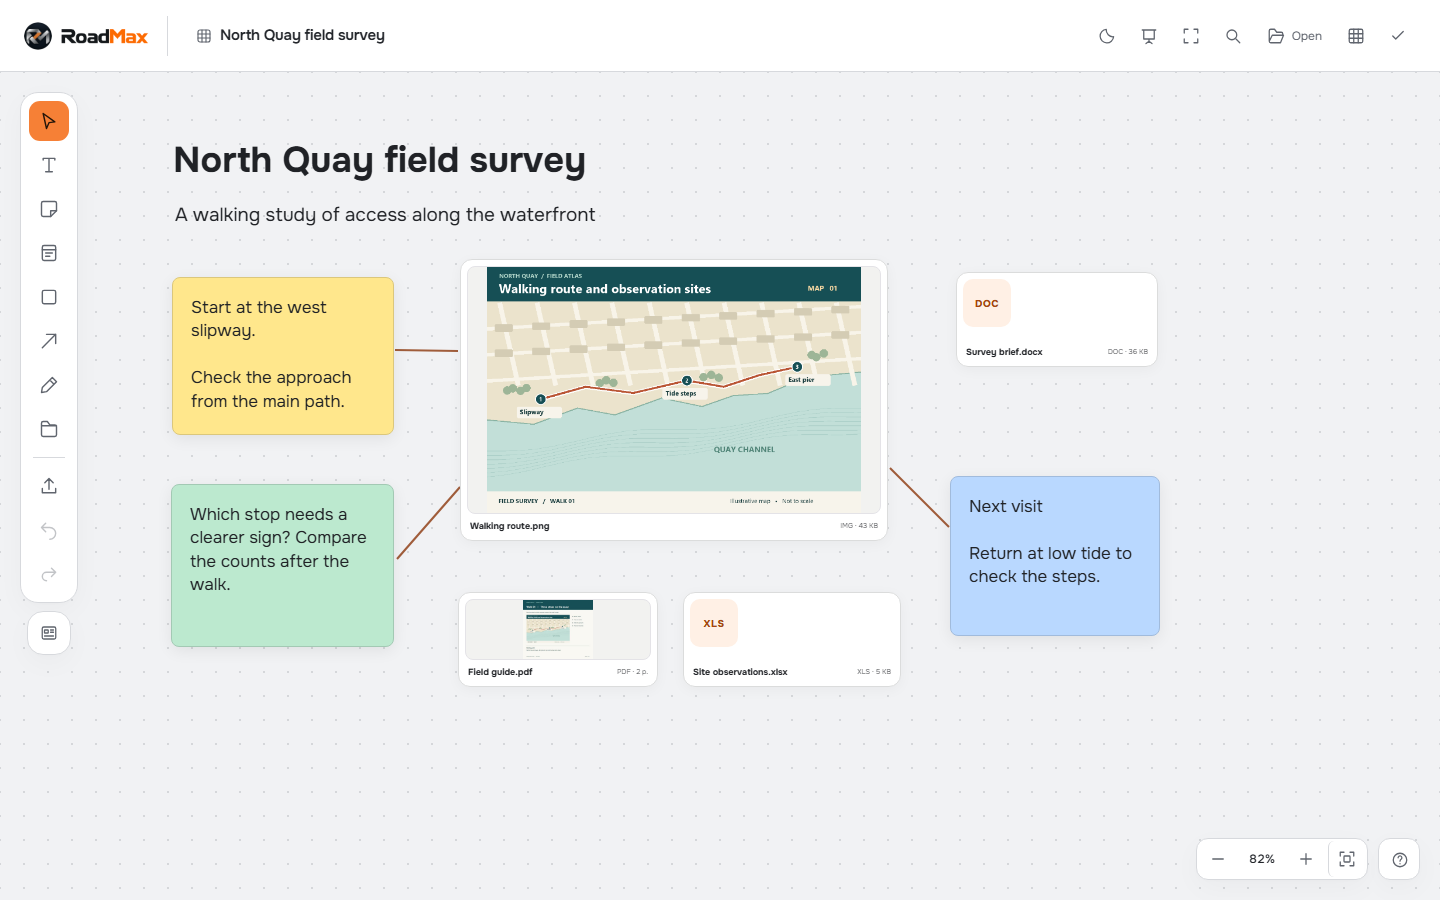 RoadMax
North Quay field survey
Open
North Quay field survey
A walking study of access along the waterfront
Start at the west
slipway.
Check the approach
from the main path.
NORTH QUAY / FIELD ATLAS
Walking route and observation sites
MAP 01
1
Slipway
2
Tide steps
3
East pier
QUAY CHANNEL
FIELD SURVEY / WALK 01
Illustrative map • Not to scale
Walking route.png
IMG · 43 KB
DOC
Survey brief.docx
DOC · 36 KB
Which stop needs a
clearer sign? Compare
the counts after the
walk.
Next visit
Return at low tide to
check the steps.
Field guide.pdf
PDF · 2 p.
XLS
Site observations.xlsx
XLS · 5 KB
82%